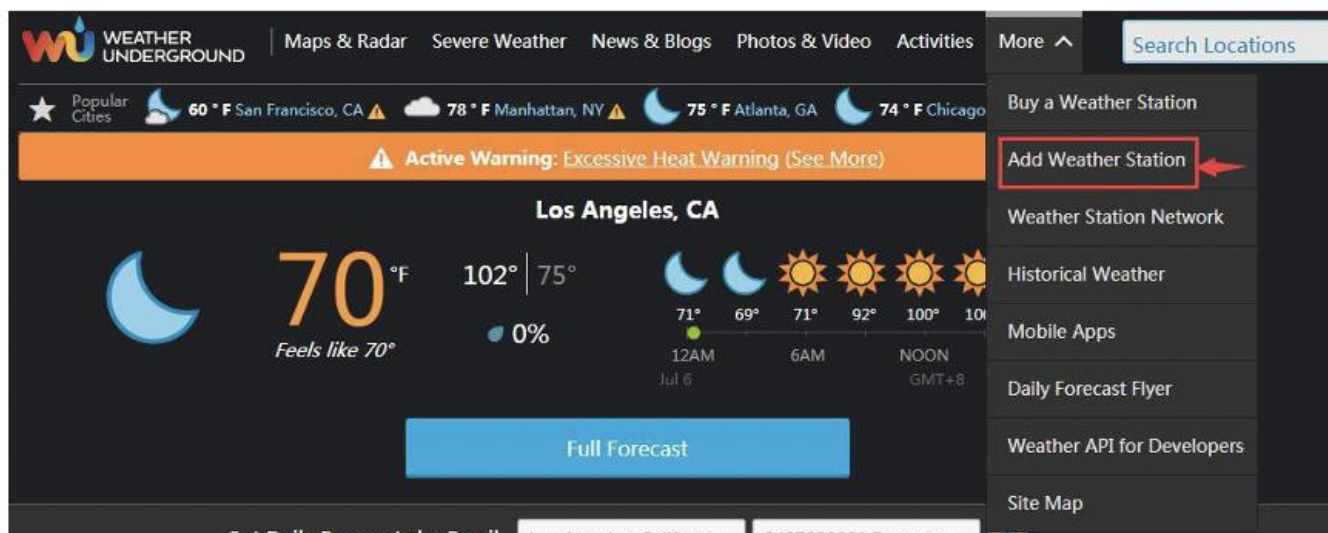 WEATHER UNDERGROUND
Maps & Radar Severe Weather News & Blogs Photos & Video Activities More Search Locations
Popular Cities 60 ° F San Francisco, CA 78 ° F Manhattan, NY 75 ° F Atlanta, GA 74 ° F Chicago
Active Warning: Excessive Heat Warning (See More)
Los Angeles, CA
70 °F
Feels like 70°
102° | 75°
0%
71° 69° 71° 92° 100°
12AM 6AM NOON
Jul 6 GMT+8
Full Forecast
Buy a Weather Station
Add Weather Station
Weather Station Network
Historical Weather
Mobile Apps
Daily Forecast Flyer
Weather API for Developers
Site Map